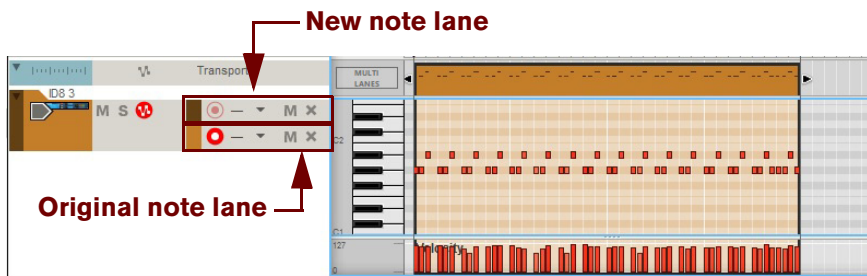 New note lane
Transport
MULTI
LANES
ID8 3
M S
M
M
C2
Original note lane
C1
127
Velocity
0